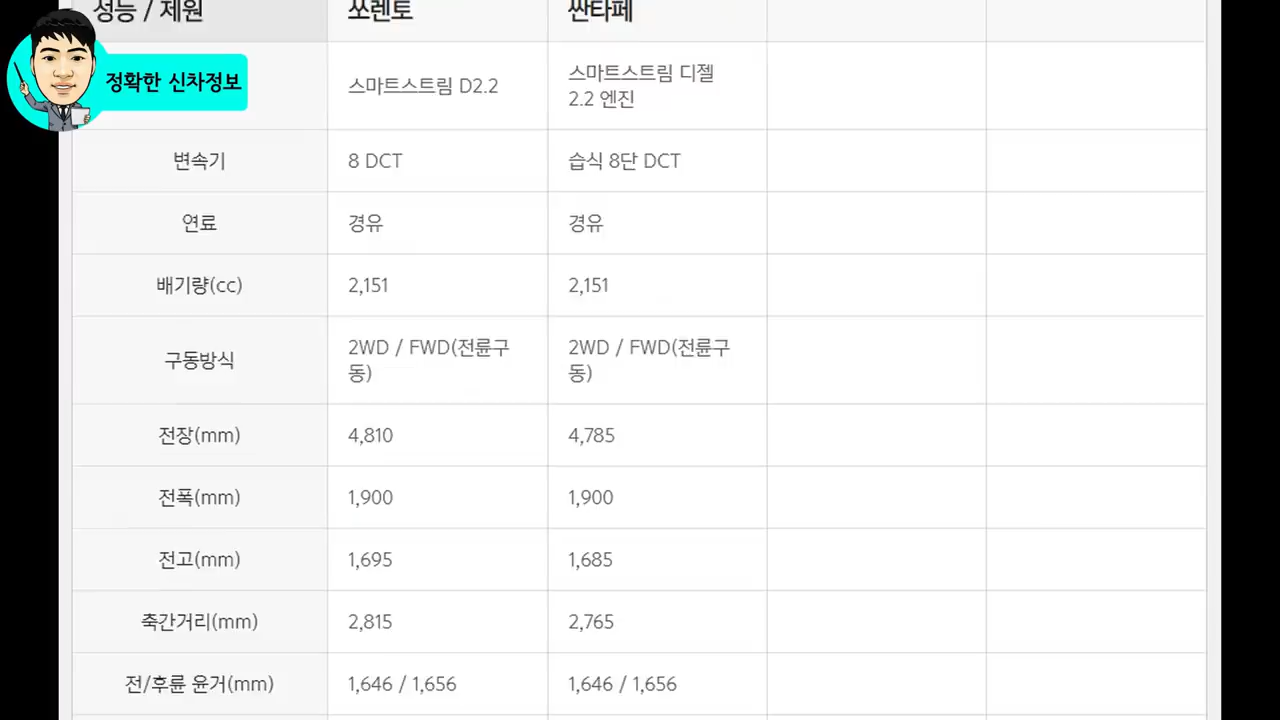 성능 / 제원 쏘렌토 싼타페
정확한 신차정보
스마트스트림 D2.2 스마트스트림 디젤
2.2 엔진
변속기 8 DCT 습식 8단 DCT
연료 경유 경유
배기량(cc) 2,151 2,151
구동방식 2WD / FWD(전륜구 2WD / FWD(전륜구
동) 동)
전장(mm) 4,810 4,785
전폭(mm) 1,900 1,900
전고(mm) 1,695 1,685
축간거리(mm) 2,815 2,765
전/후륜 윤거(mm) 1,646 / 1,656 1,646 / 1,656